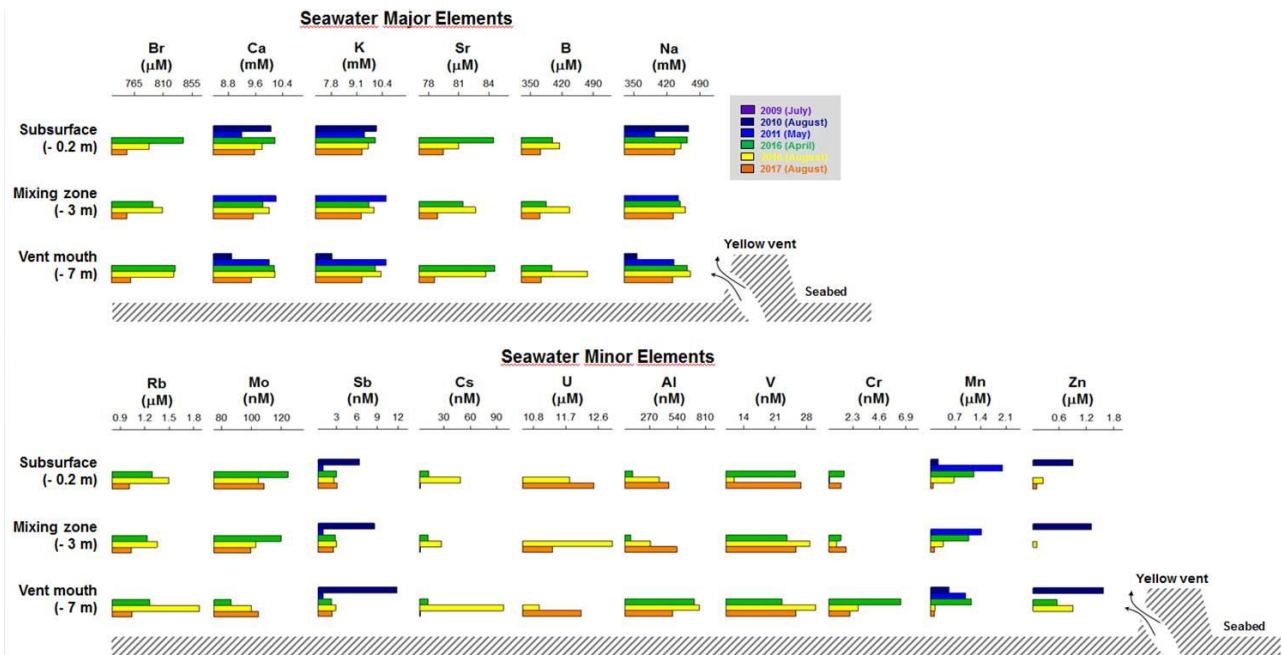 Seawater Major Elements
Br Ca K Sr B Na
(µM) (mM) (mM) (µM) (µM) (mM)
765 810 855 8.8 9.6 10.4 7.8 9.1 10.4 78 81 84 350 420 490 350 420 490
2009 (July)
2010 (August)
2011 (May)
2016 (April)
2016 (August)
2017 (August)
Subsurface
(- 0.2 m)
Mixing zone
(- 3 m)
Vent mouth
(- 7 m)
Yellow vent
Seabed
Seawater Minor Elements
Rb Mo Sb Cs U Al V Cr Mn Zn
(µM) (nM) (nM) (nM) (nM) (nM) (nM) (nM) (µM) (µM)
0.9 1.2 1.5 1.8 80 100 120 3 6 9 12 30 60 90 10.8 11.7 12.6 270 540 810 14 21 28 2.3 4.6 6.9 0.7 1.4 2.1 0.6 1.2 1.8
Subsurface
(- 0.2 m)
Mixing zone
(- 3 m)
Vent mouth
(- 7 m)
Yellow vent
Seabed